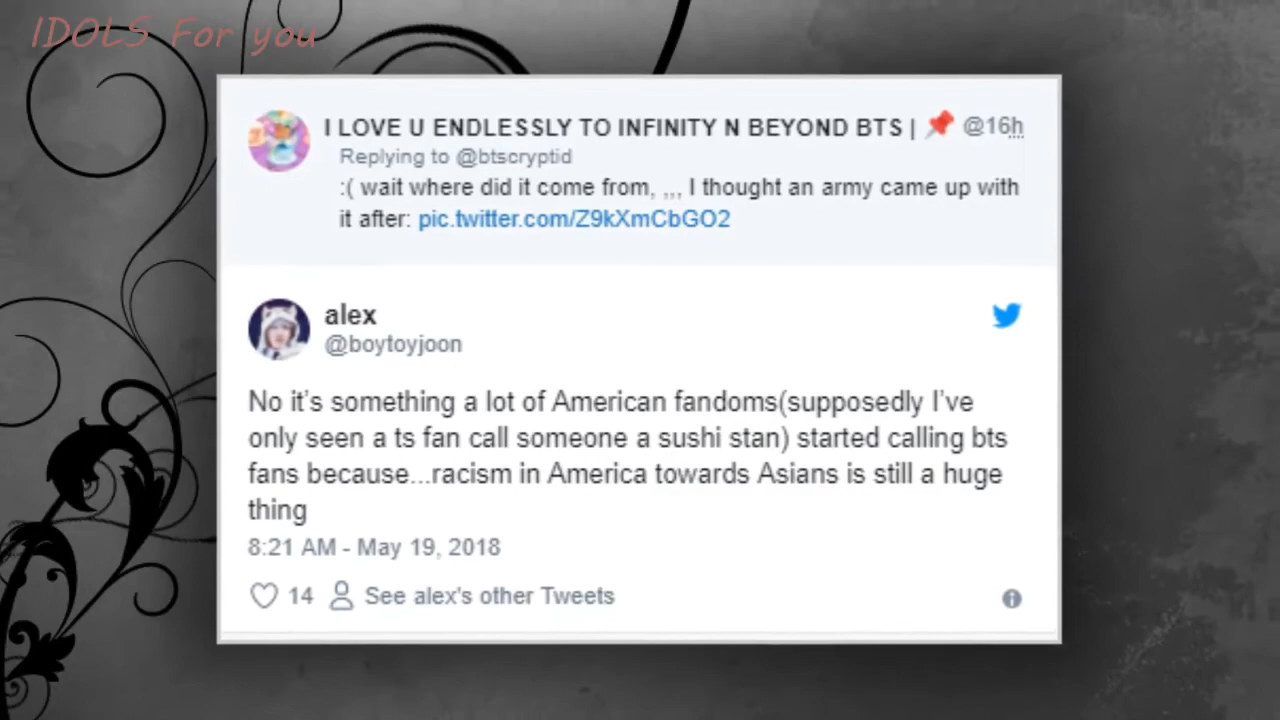 IDOLS For you
I LOVE U ENDLESSLY TO INFINITY N BEYOND BTS | 📌 @16h
Replying to @btscryptid
:( wait where did it come from, ,,, I thought an army came up with
it after: pic.twitter.com/Z9kXmCbGO2
alex
@boytoyjoon
No it's something a lot of American fandoms(supposedly I've
only seen a ts fan call someone a sushi stan) started calling bts
fans because...racism in America towards Asians is still a huge
thing
8:21 AM - May 19, 2018
14 See alex's other Tweets